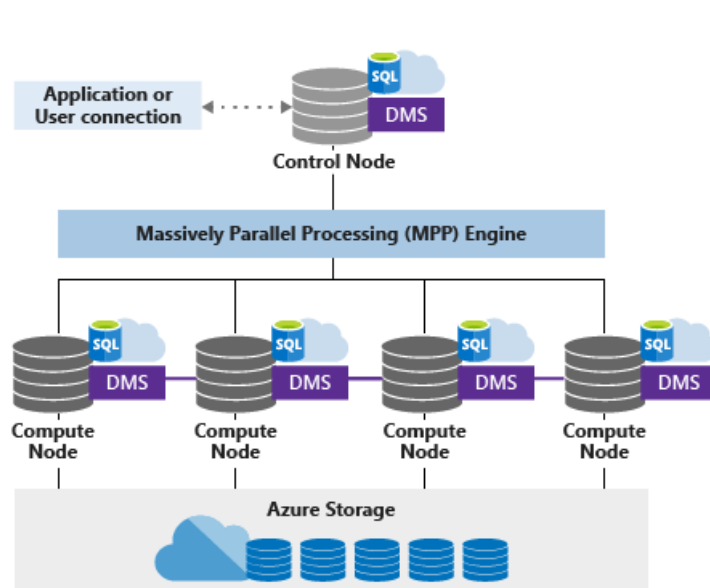 SQL
Application or
User connection
DMS
Control Node
Massively Parallel Processing (MPP) Engine
SQL
SQL
SQL
SQL
DMS
DMS
DMS
DMS
Compute
Node
Compute
Node
Compute
Node
Compute
Node
Azure Storage